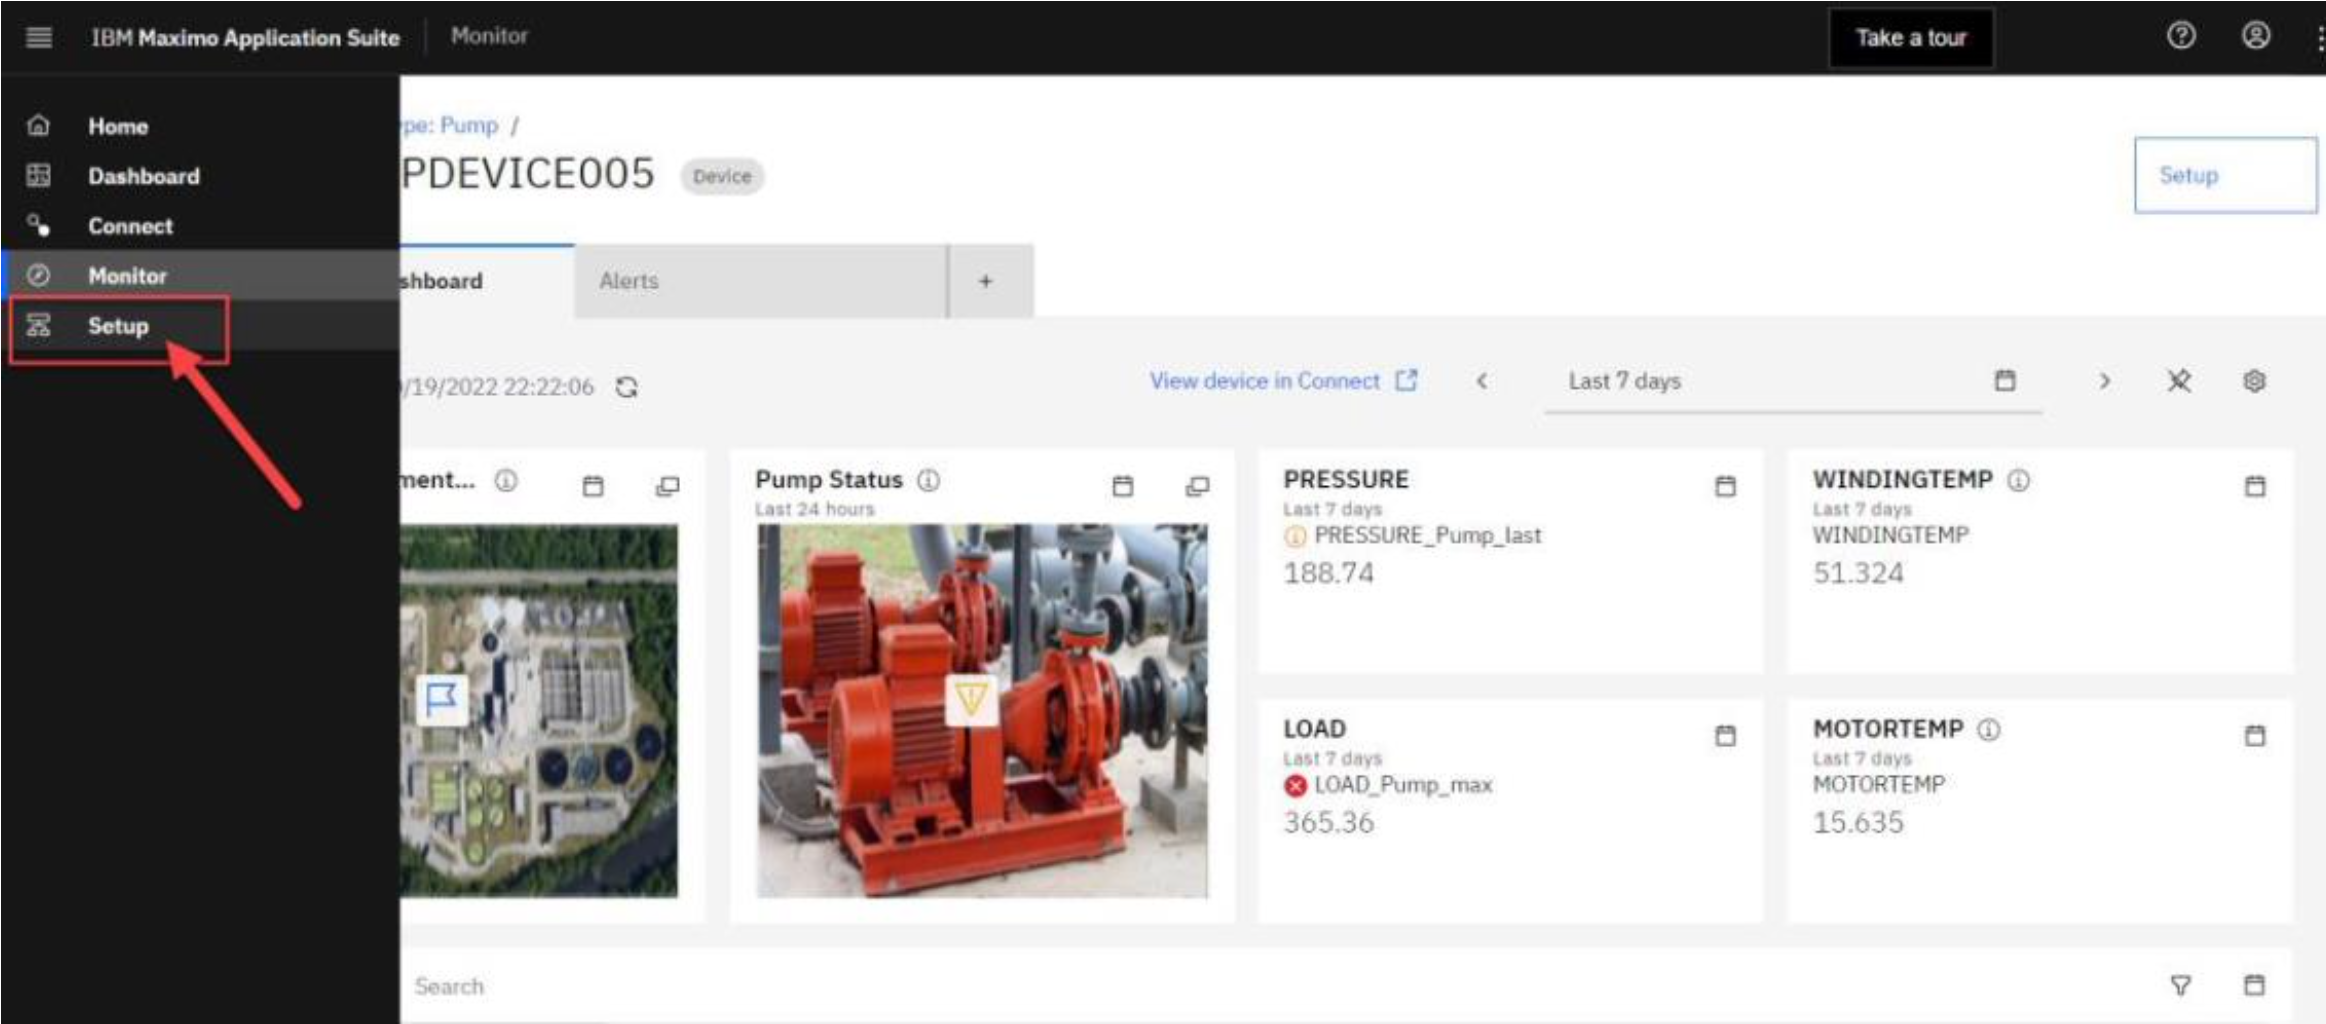 IBM Maximo Application Suite Monitor Take a tour
Home
Dashboard
Connect
Monitor
Setup
pe: Pump /
PDEVICE005 Device
Setup
shboard Alerts +
/19/2022 22:22:06
View device in Connect Last 7 days
ment...
Pump Status
Last 24 hours
PRESSURE
Last 7 days
PRESSURE_Pump_last
188.74
WINDINGTEMP
Last 7 days
WINDINGTEMP
51.324
LOAD
Last 7 days
LOAD_Pump_max
365.36
MOTORTEMP
Last 7 days
MOTORTEMP
15.635
Search